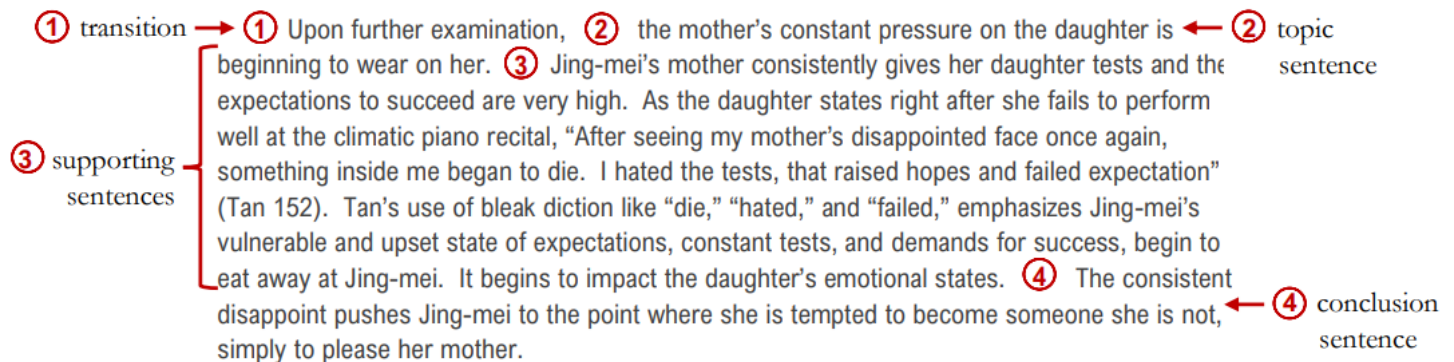 ① transition ① Upon further examination, ② the mother's constant pressure on the daughter is ② topic
beginning to wear on her. ③ Jing-mei's mother consistently gives her daughter tests and the sentence
expectations to succeed are very high. As the daughter states right after she fails to perform
well at the climatic piano recital, “After seeing my mother's disappointed face once again,
③ supporting something inside me began to die. I hated the tests, that raised hopes and failed expectation”
sentences (Tan 152). Tan's use of bleak diction like “die,” “hated,” and “failed,” emphasizes Jing-mei's
vulnerable and upset state of expectations, constant tests, and demands for success, begin to
eat away at Jing-mei. It begins to impact the daughter's emotional states. ④ The consistent
disappoint pushes Jing-mei to the point where she is tempted to become someone she is not, ④ conclusion
simply to please her mother. sentence